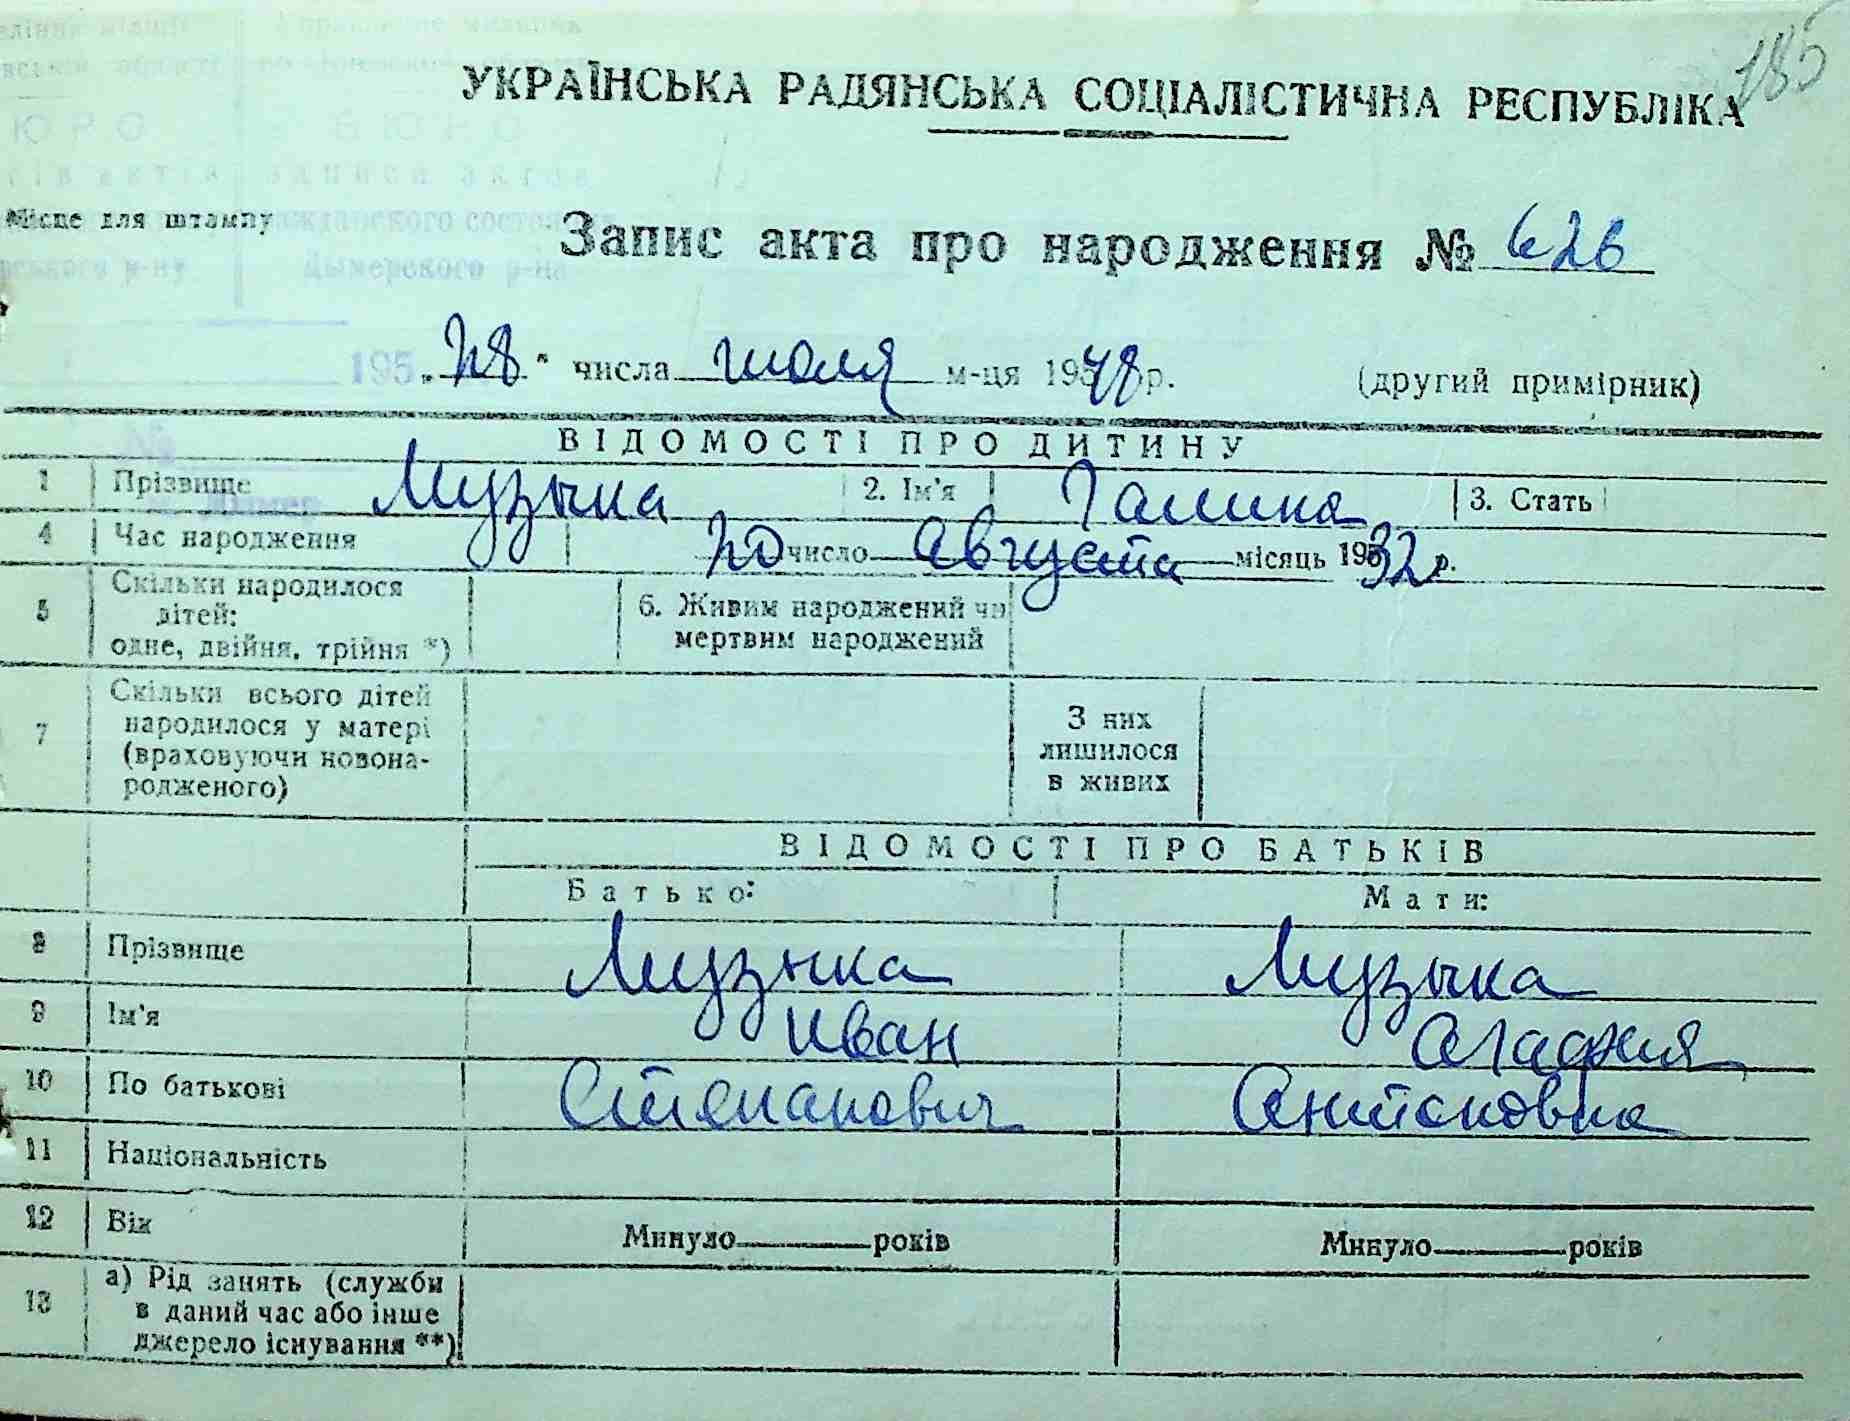 185
УКРАЇНСЬКА РАДЯНСЬКА СОЦІАЛІСТИЧНА РЕСПУБЛІКА
Місце для штампу
Запис акта про народження № 626
„28" числа июля м-ця 1948 р. (другий примірник)
ВІДОМОСТІ ПРО ДИТИНУ
1 Прізвище Музыка 2. Ім'я Галина 3. Стать
4 Час народження 20 число Августа місяць 1932 р.
5 Скільки народилося дітей: одне, двійня, трійня *) 6. Живим народжений чи мертвим народжений
7 Скільки всього дітей народилося у матері (враховуючи новонародженого) З них лишилося в живих
ВІДОМОСТІ ПРО БАТЬКІВ
Батько: Мати:
8 Прізвище Музыка Музыка
9 Ім'я Иван Агафия
10 По батькові Степанович Антоновна
11 Національність
12 Вік Минуло років Минуло років
13 а) Рід занять (служби в даний час або інше джерело існування **)